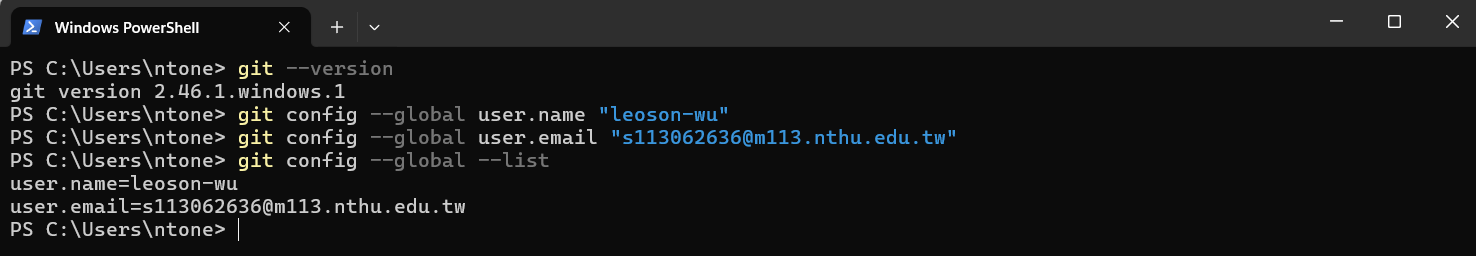 Windows PowerShell
PS C:\Users\ntone> git --version
git version 2.46.1.windows.1
PS C:\Users\ntone> git config --global user.name "leoson-wu"
PS C:\Users\ntone> git config --global user.email "s113062636@m113.nthu.edu.tw"
PS C:\Users\ntone> git config --global --list
user.name=leoson-wu
user.email=s113062636@m113.nthu.edu.tw
PS C:\Users\ntone>